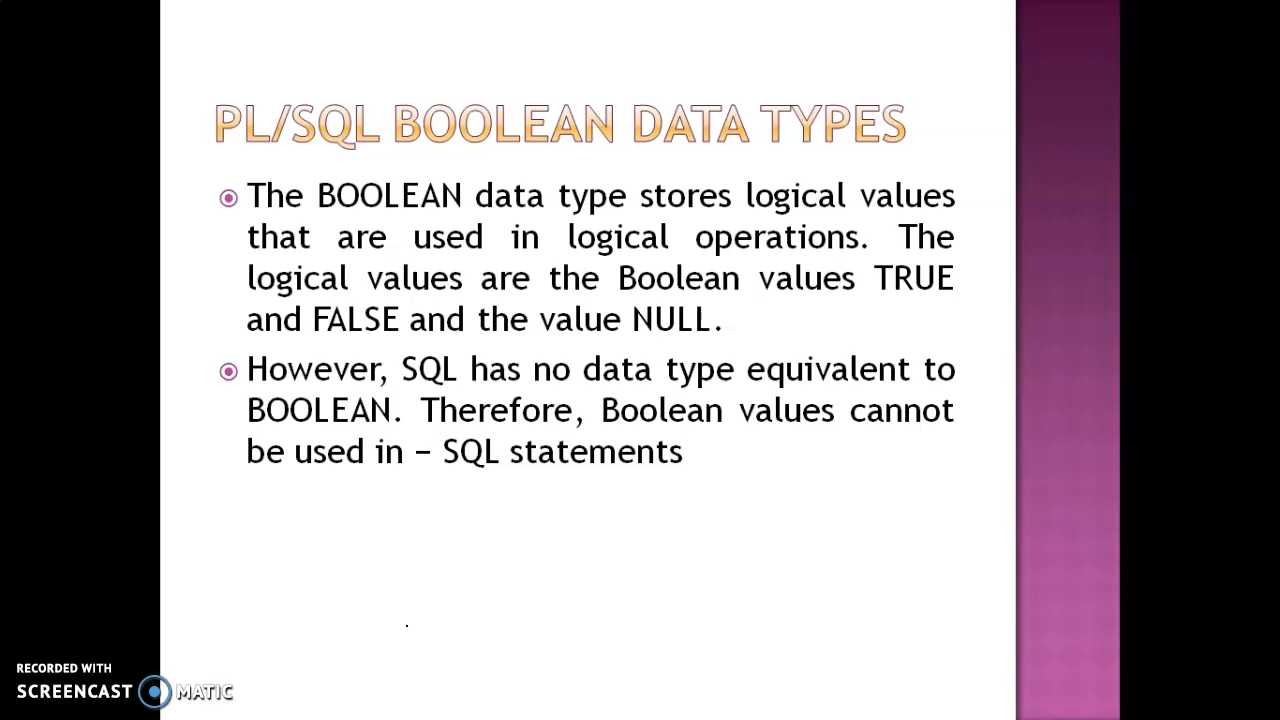 PL/SQL BOOLEAN DATA TYPES
The BOOLEAN data type stores logical values
that are used in logical operations. The
logical values are the Boolean values TRUE
and FALSE and the value NULL.
However, SQL has no data type equivalent to
BOOLEAN. Therefore, Boolean values cannot
be used in − SQL statements
RECORDED WITH
SCREENCAST MATIC